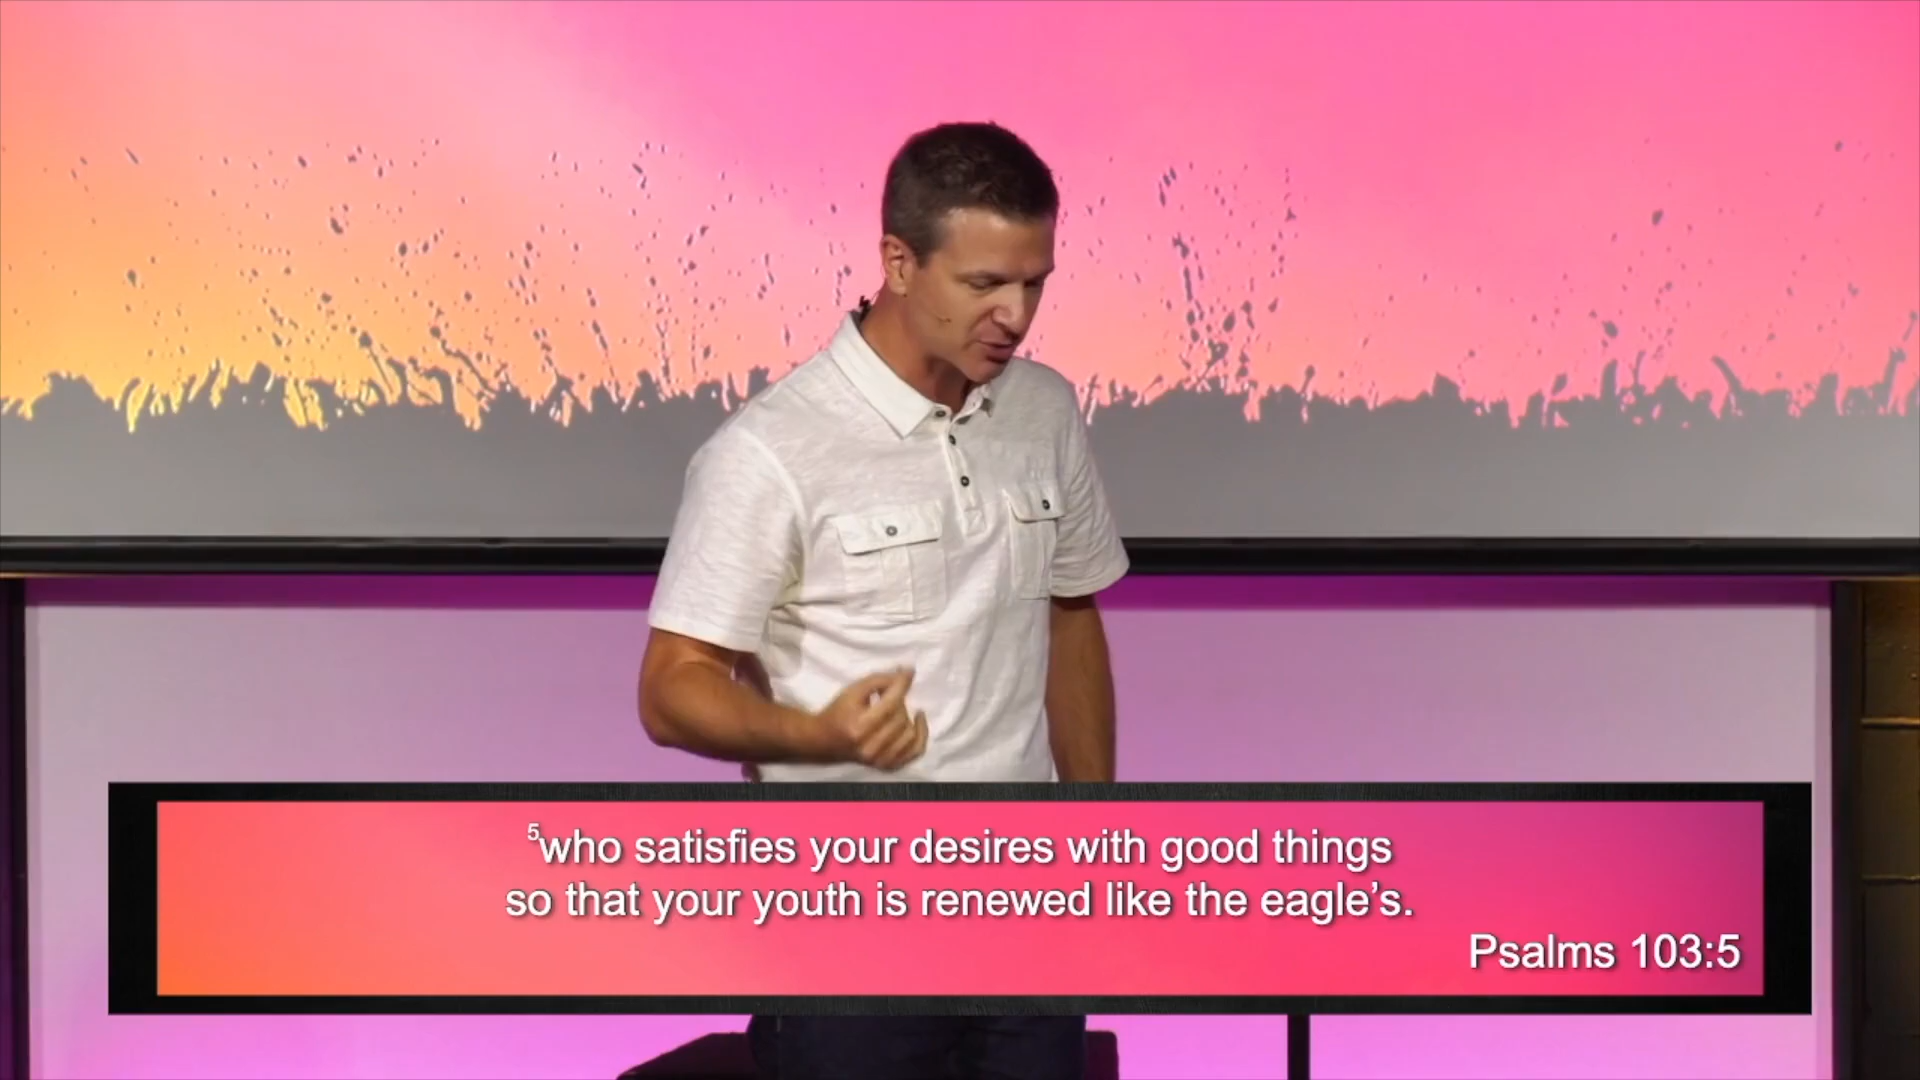 ⁵who satisfies your desires with good things
so that your youth is renewed like the eagle’s.
Psalms 103:5